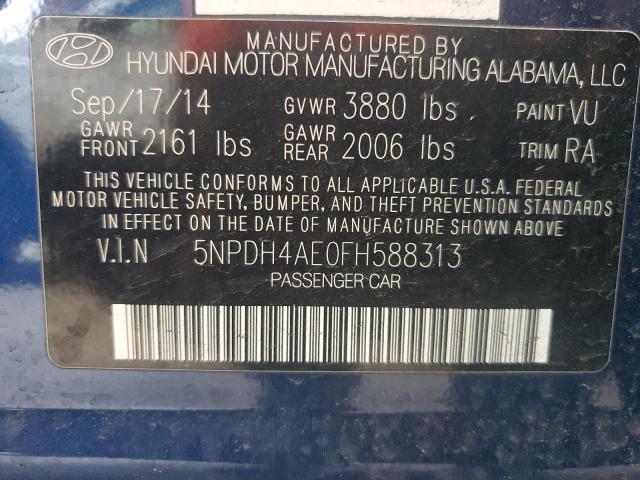 MANUFACTURED BY
HYUNDAI MOTOR MANUFACTURING ALABAMA, LLC
Sep/17/14 GVWR 3880 lbs PAINT VU
GAWR FRONT 2161 lbs GAWR REAR 2006 lbs TRIM RA
THIS VEHICLE CONFORMS TO ALL APPLICABLE U.S.A. FEDERAL
MOTOR VEHICLE SAFETY, BUMPER, AND THEFT PREVENTION STANDARDS
IN EFFECT ON THE DATE OF MANUFACTURE SHOWN ABOVE
V.I.N 5NPDH4AE0FH588313
PASSENGER CAR